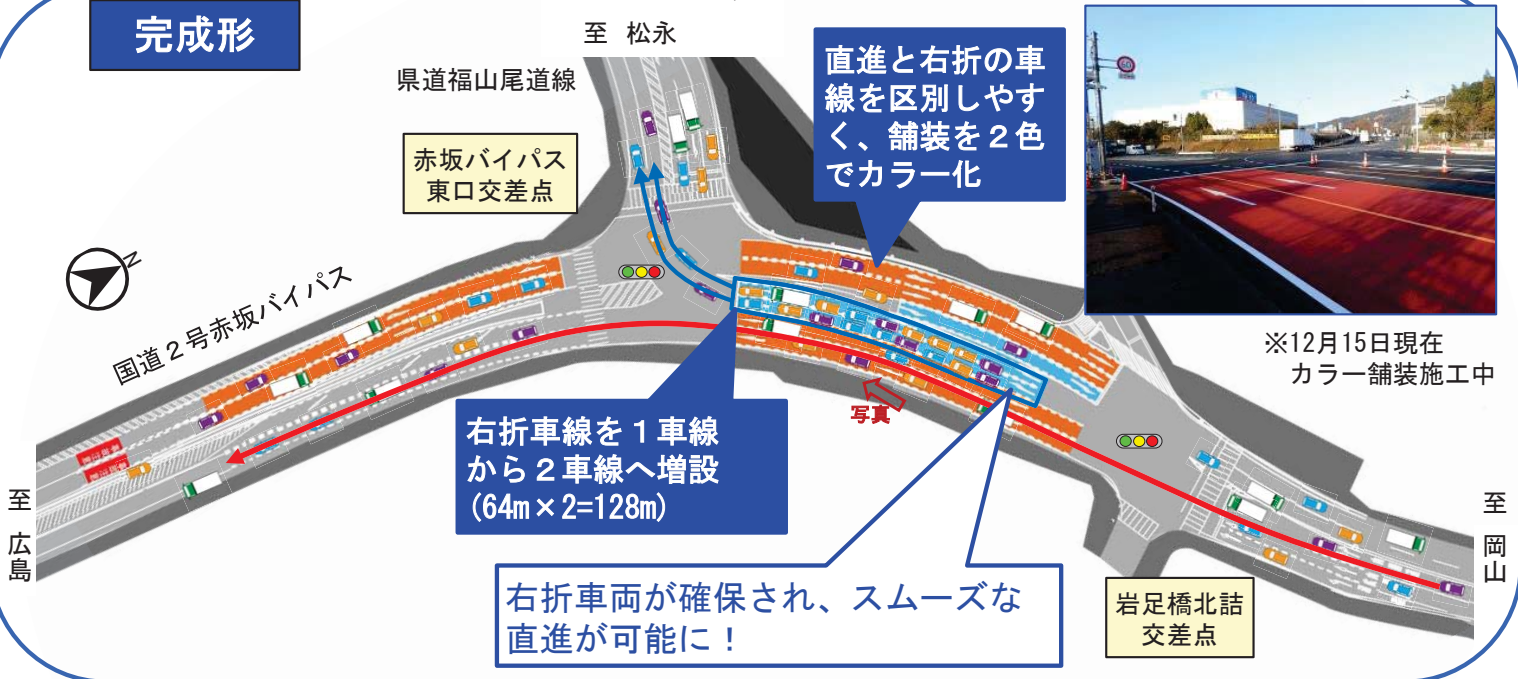 完成形
至 松永
県道福山尾道線
赤坂バイパス
東口交差点
直進と右折の車
線を区別しやす
く、舗装を２色
でカラー化
※12月15日現在
カラー舗装施工中
N
国道２号赤坂バイパス
写真
右折車線を１車線
から２車線へ増設
(64m×2=128m)
至 広島
至 岡山
右折車両が確保され、スムーズな
直進が可能に！
岩足橋北詰
交差点